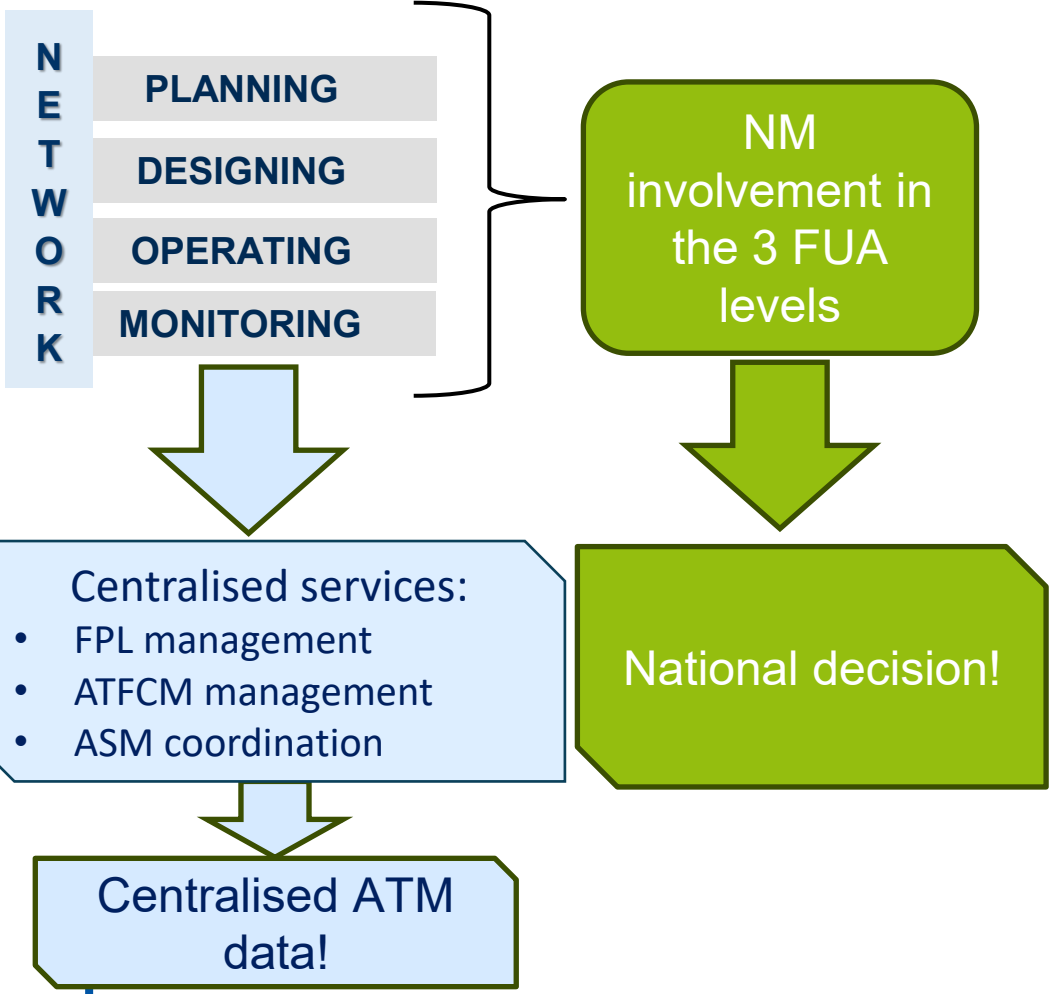 NETWORK
PLANNING
DESIGNING
OPERATING
MONITORING
NM
involvement in
the 3 FUA
levels
Centralised services:
• FPL management
• ATFCM management
• ASM coordination
National decision!
Centralised ATM
data!